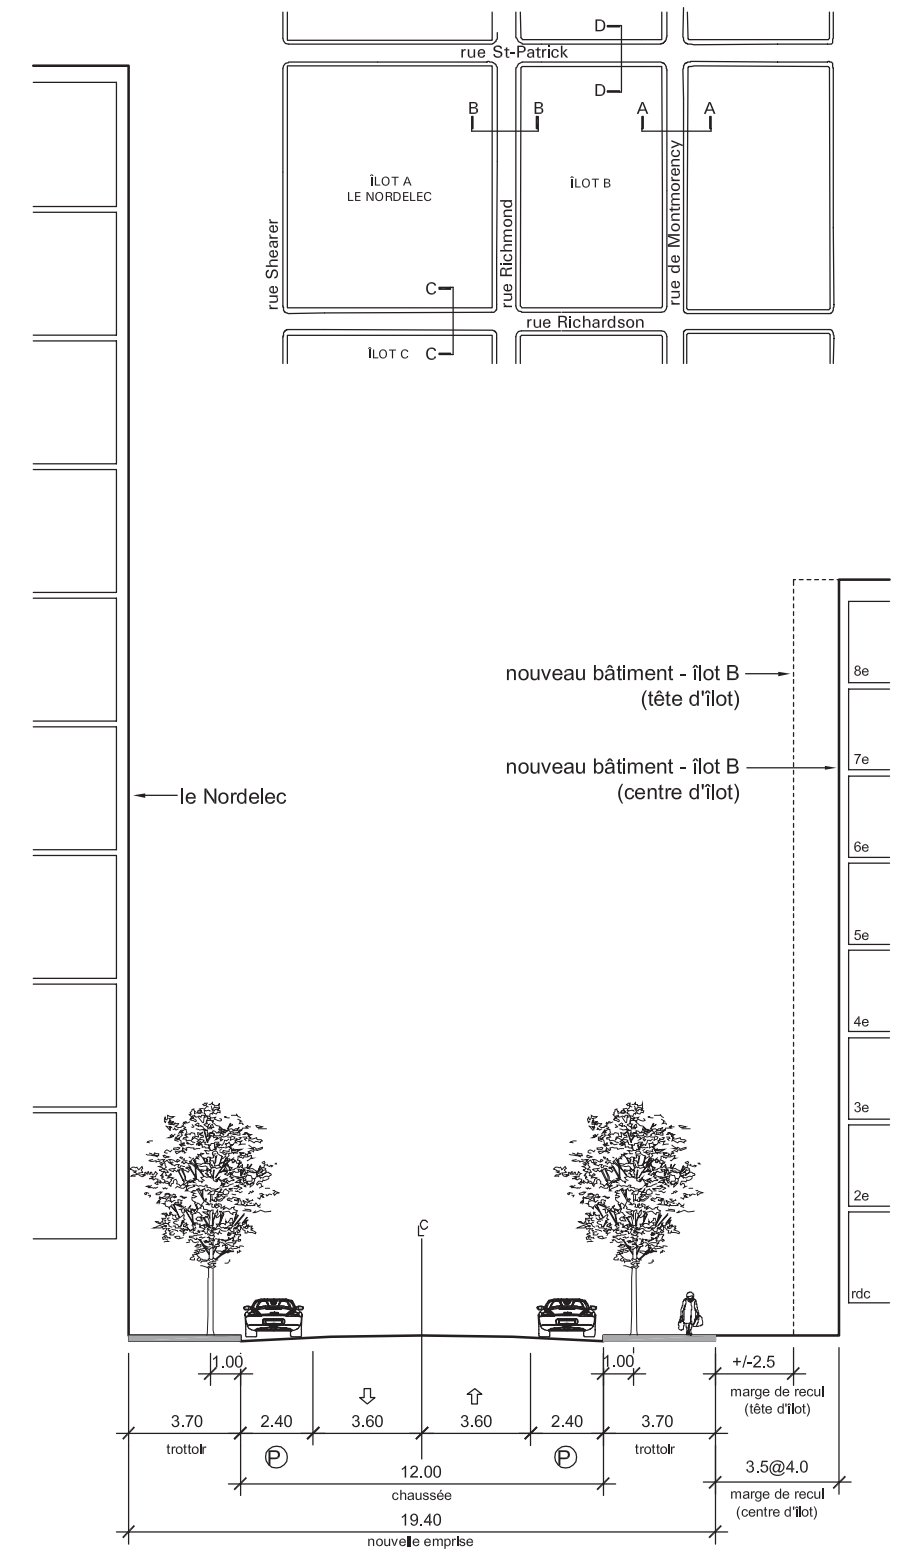 D
rue St-Patrick
D
B
B
A
A
ÎLOT A
LE NORDELEC
ÎLOT B
rue Shearer
rue Richmond
rue de Montmorency
C
rue Richardson
ÎLOT C
C
nouveau bâtiment - îlot B
(tête d'îlot)
nouveau bâtiment - îlot B
(centre d'îlot)
le Nordelec
8e
7e
6e
5e
4e
3e
2e
rdc
CL
1.00
1.00
+/-2.5
marge de recul
(tête d'îlot)
3.70
2.40
3.60
3.60
2.40
3.70
trottoir
trottoir
P
P
12.00
chaussée
3.5@4.0
marge de recul
(centre d'îlot)
19.40
nouvelle emprise